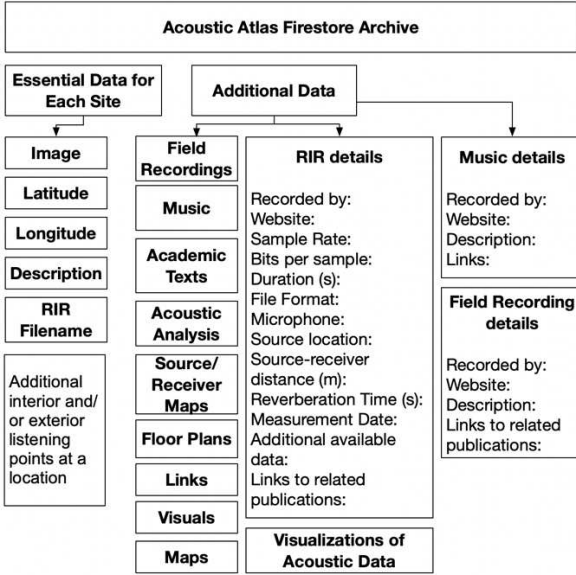 Acoustic Atlas Firestore Archive
Essential Data for
Each Site
Additional Data
Image
Latitude
Longitude
Description
RIR
Filename
Additional
interior and/
or exterior
listening
points at a
location
Field
Recordings
Music
Academic
Texts
Acoustic
Analysis
Source/
Receiver
Maps
Floor Plans
Links
Visuals
Maps
RIR details
Recorded by:
Website:
Sample Rate:
Bits per sample:
Duration (s):
File Format:
Microphone:
Source location:
Source-receiver
distance (m):
Reverberation Time (s):
Measurement Date:
Additional available
data:
Links to related
publications:
Visualizations of
Acoustic Data
Music details
Recorded by:
Website:
Description:
Links:
Field Recording
details
Recorded by:
Website:
Description:
Links to related
publications: